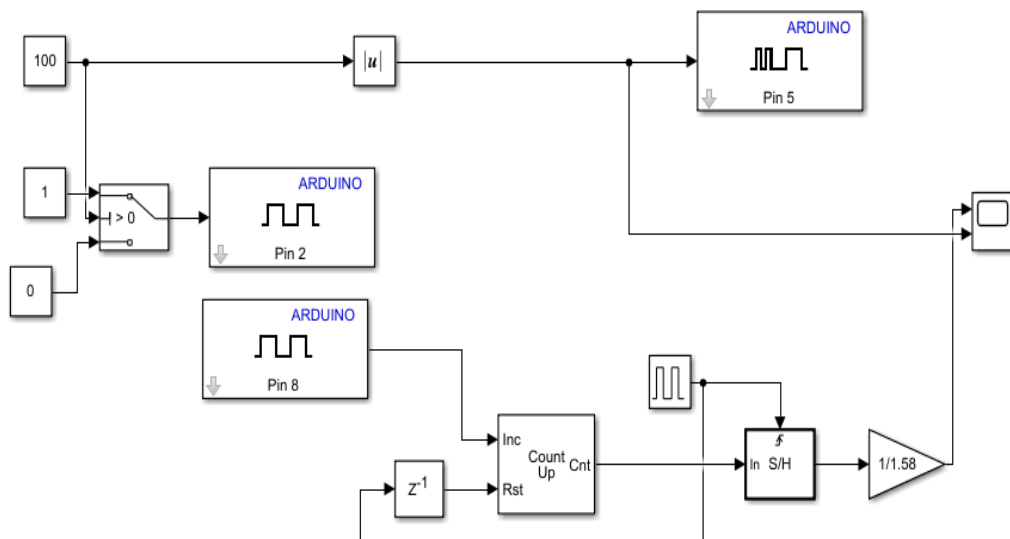 100
|u|
ARDUINO
Pin 5
1
> 0
ARDUINO
Pin 2
0
ARDUINO
Pin 8
Inc
Count
Up
Cnt
Rst
Z-1
In S/H
1/1.58